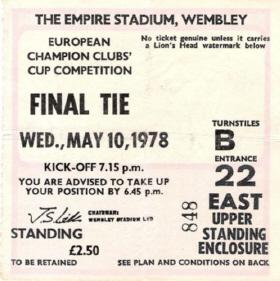 THE EMPIRE STADIUM, WEMBLEY
EUROPEAN
CHAMPION CLUBS'
CUP COMPETITION
No ticket genuine unless it carries
a Lion's Head watermark below
FINAL TIE
WED., MAY 10, 1978
KICK-OFF 7.15 p.m.
YOU ARE ADVISED TO TAKE UP
YOUR POSITION BY 6.45 p.m.
TURNSTILES
B
ENTRANCE
22
EAST
UPPER
STANDING
ENCLOSURE
848
CHAIRMAN:
WEMBLEY STADIUM LTD
STANDING
£2.50
TO BE RETAINED
SEE PLAN AND CONDITIONS ON BACK